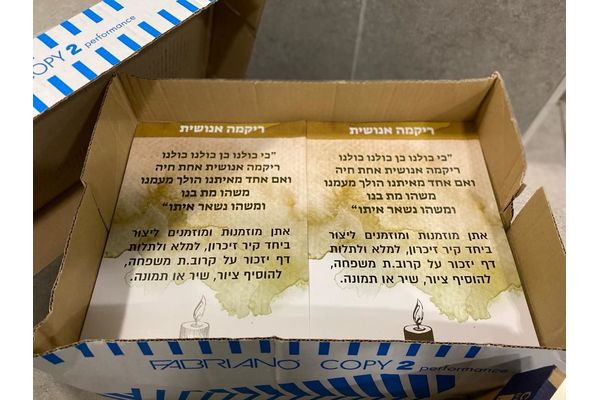 COPY 2 performance
ריקמה אנושית
"כי כולנו כן כולנו כולנו
ריקמה אנושית אחת חיה
ואם אחד מאיתנו הולך מעמנו
משהו מת בנו
ומשהו נשאר איתו"
אתן מוזמנות ומוזמנים ליצור
ביחד קיר זיכרון, למלא ולתלות
דף יזכור על קרוב.ת משפחה,
להוסיף ציור, שיר או תמונה.
ריקמה אנושית
"כי כולנו כן כולנו כולנו
ריקמה אנושית אחת חיה
ואם אחד מאיתנו הולך מעמנו
משהו מת בנו
ומשהו נשאר איתו"
אתן מוזמנות ומוזמנים ליצור
ביחד קיר זיכרון, למלא ולתלות
דף יזכור על קרוב.ת משפחה,
להוסיף ציור, שיר או תמונה.
FABRIANO COPY 2 performance